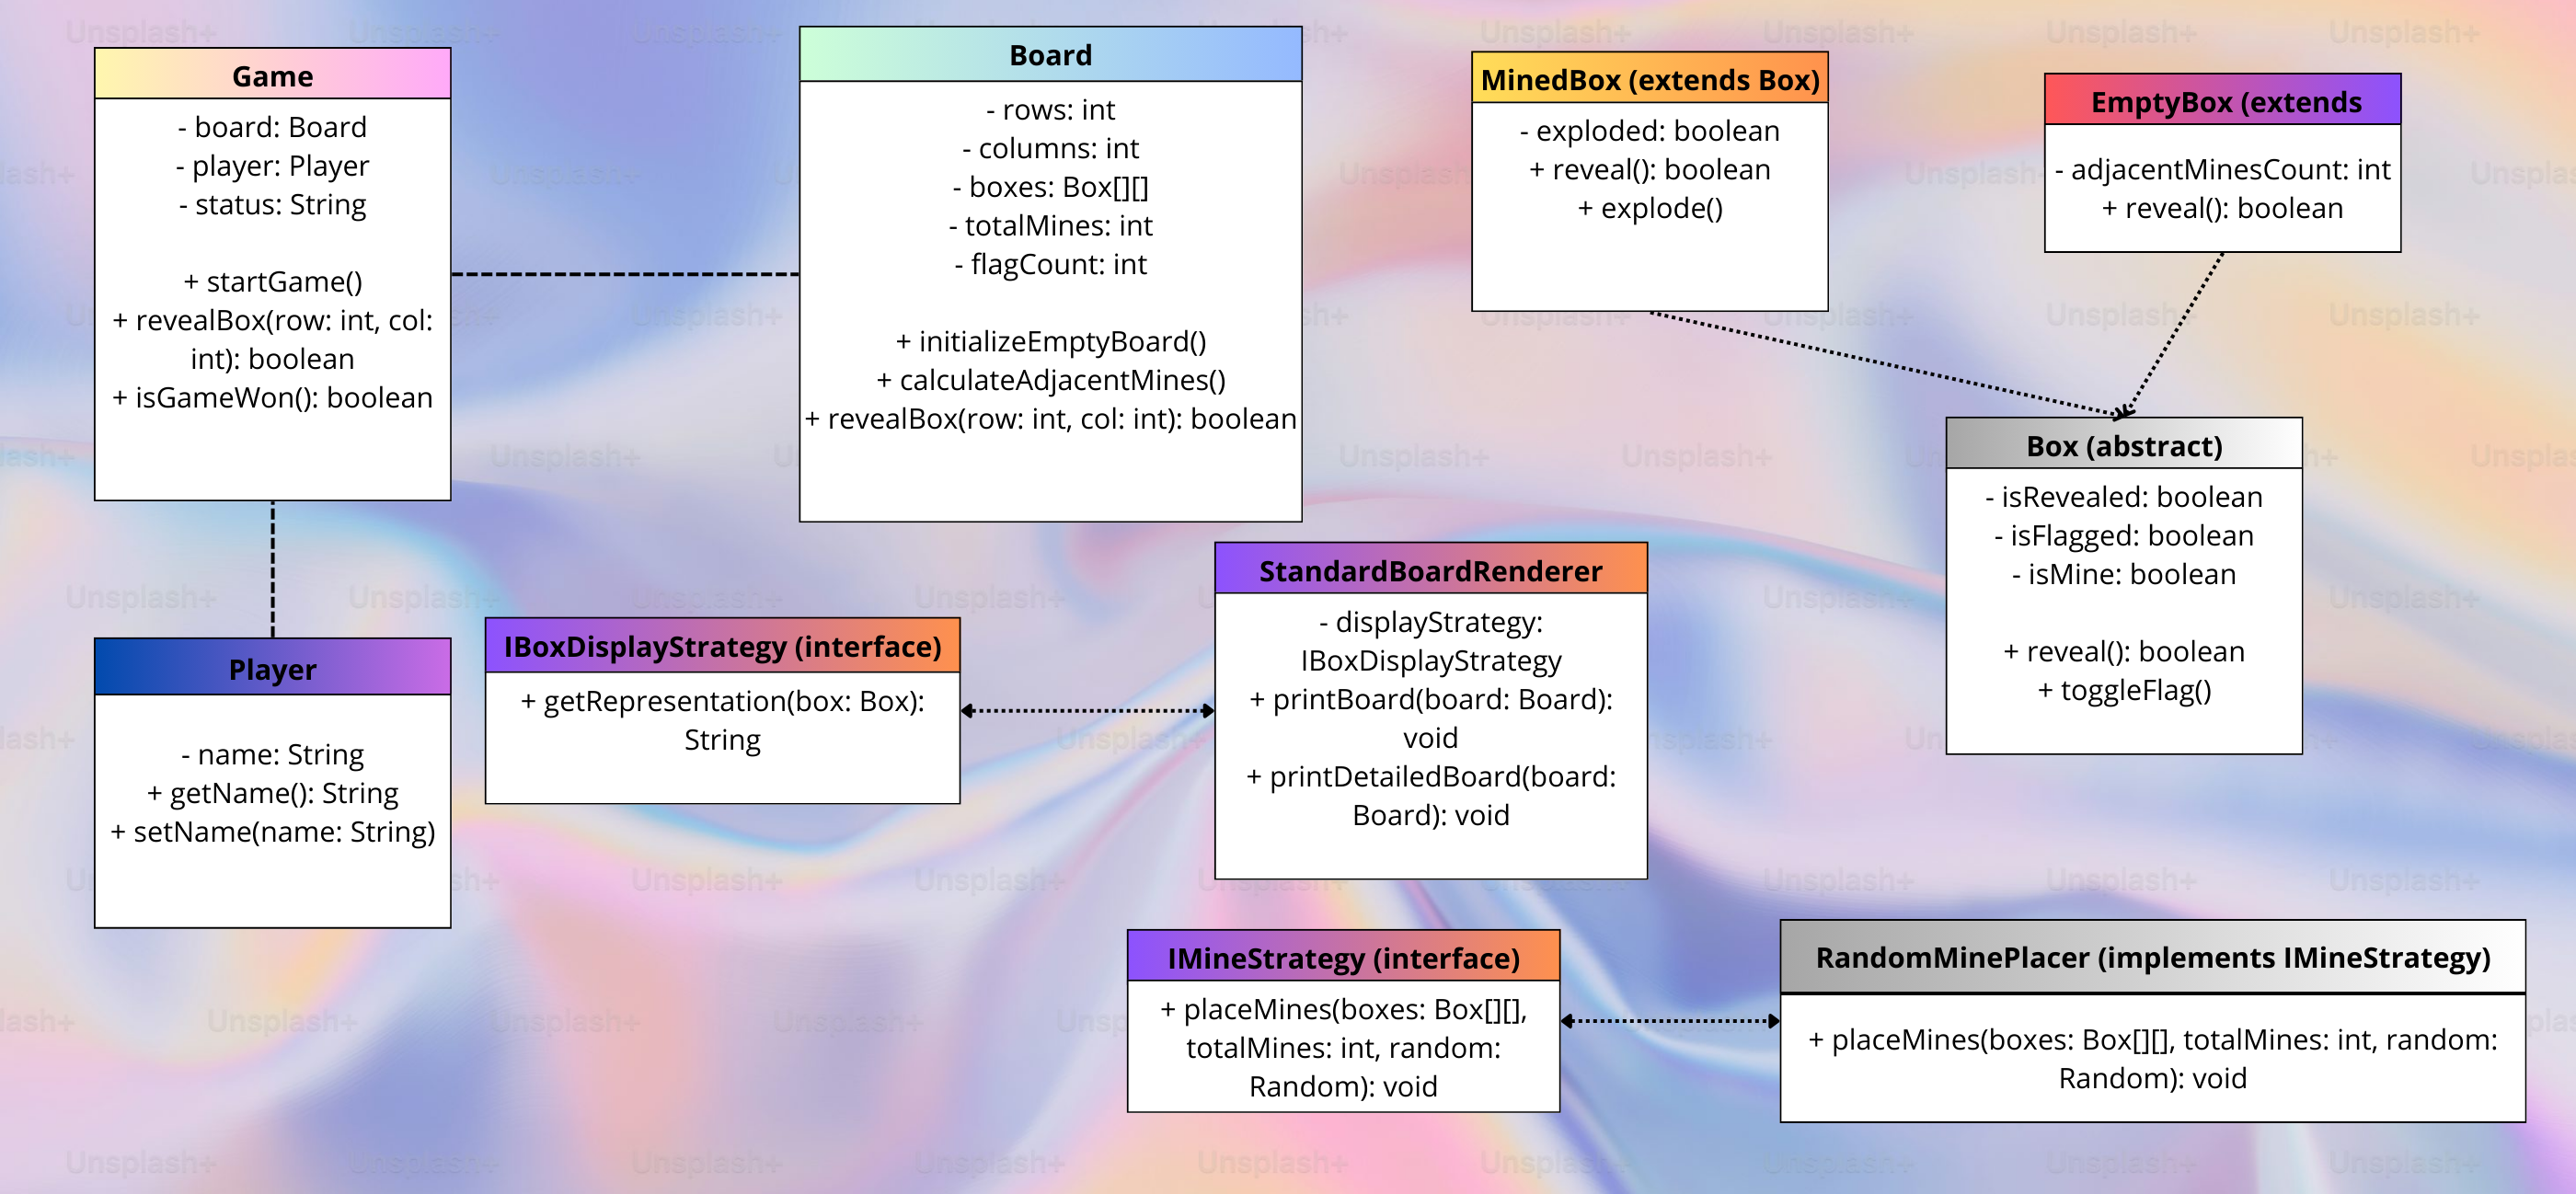 Game
- board: Board
- player: Player
- status: String
+ startGame()
+ revealBox(row: int, col:
int): boolean
+ isGameWon(): boolean
Board
- rows: int
- columns: int
- boxes: Box[][]
- totalMines: int
- flagCount: int
+ initializeEmptyBoard()
+ calculateAdjacentMines()
+ revealBox(row: int, col: int): boolean
MinedBox (extends Box)
- exploded: boolean
+ reveal(): boolean
+ explode()
EmptyBox (extends
- adjacentMinesCount: int
+ reveal(): boolean
Box (abstract)
- isRevealed: boolean
- isFlagged: boolean
- isMine: boolean
+ reveal(): boolean
+ toggleFlag()
Player
- name: String
+ getName(): String
+ setName(name: String)
IBoxDisplayStrategy (interface)
+ getRepresentation(box: Box):
String
StandardBoardRenderer
- displayStrategy:
IBoxDisplayStrategy
+ printBoard(board: Board):
void
+ printDetailedBoard(board:
Board): void
IMineStrategy (interface)
+ placeMines(boxes: Box[][],
totalMines: int, random:
Random): void
RandomMinePlacer (implements IMineStrategy)
+ placeMines(boxes: Box[][], totalMines: int, random:
Random): void
Unsplash+